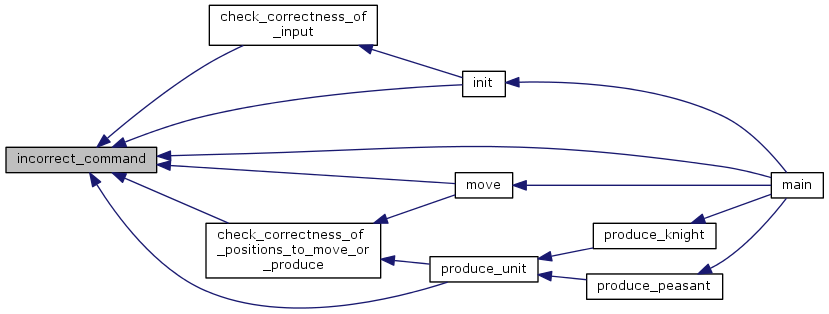 check_correctness_of
_input
init
incorrect_command
move
main
check_correctness_of
_positions_to_move_or
_produce
produce_knight
produce_unit
produce_peasant